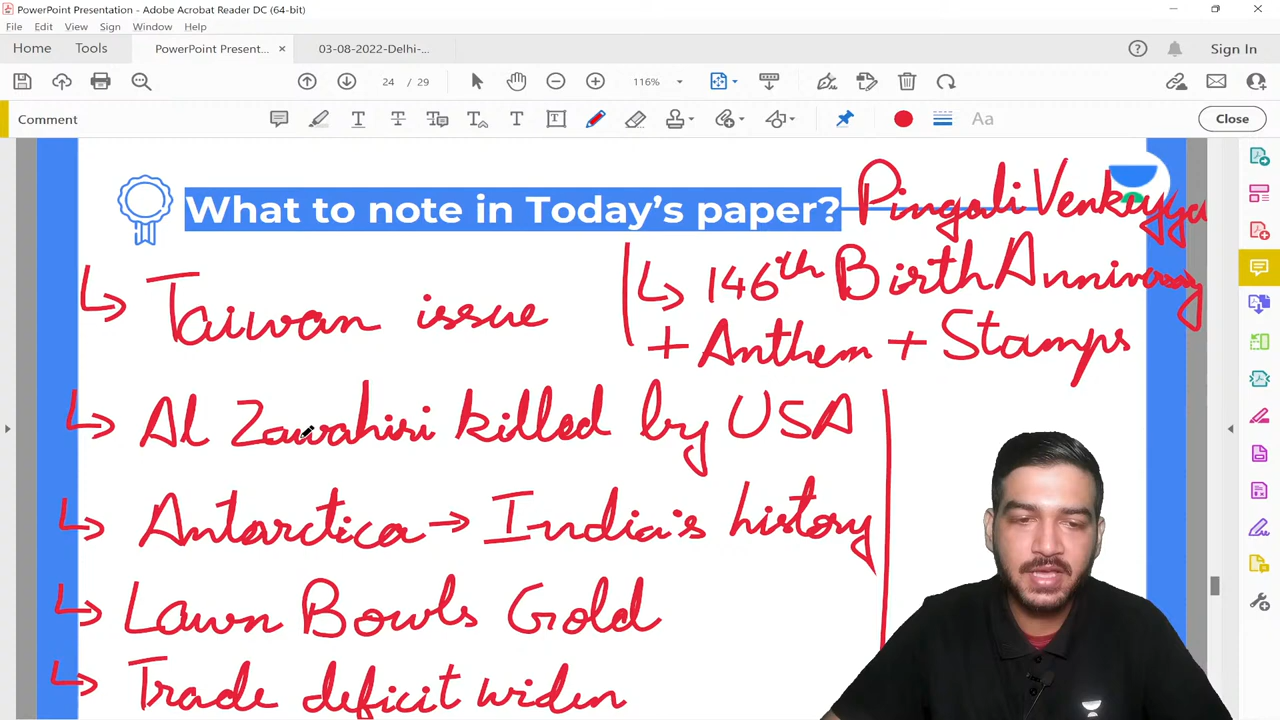 PowerPoint Presentation - Adobe Acrobat Reader DC (64-bit)
File Edit View Sign Window Help
Home Tools PowerPoint Present... × 03-08-2022-Delhi-... Sign In
24 / 29 116%
Comment Aa Close
What to note in Today's paper? Pingali Venkayya
↳ Taiwan issue
↳ 146th Birth Anniversary
+ Anthem + Stamps
↳ Al Zawahiri killed by USA
↳ Antarctica → India's history
↳ Lawn Bowls Gold
↳ Trade deficit widen